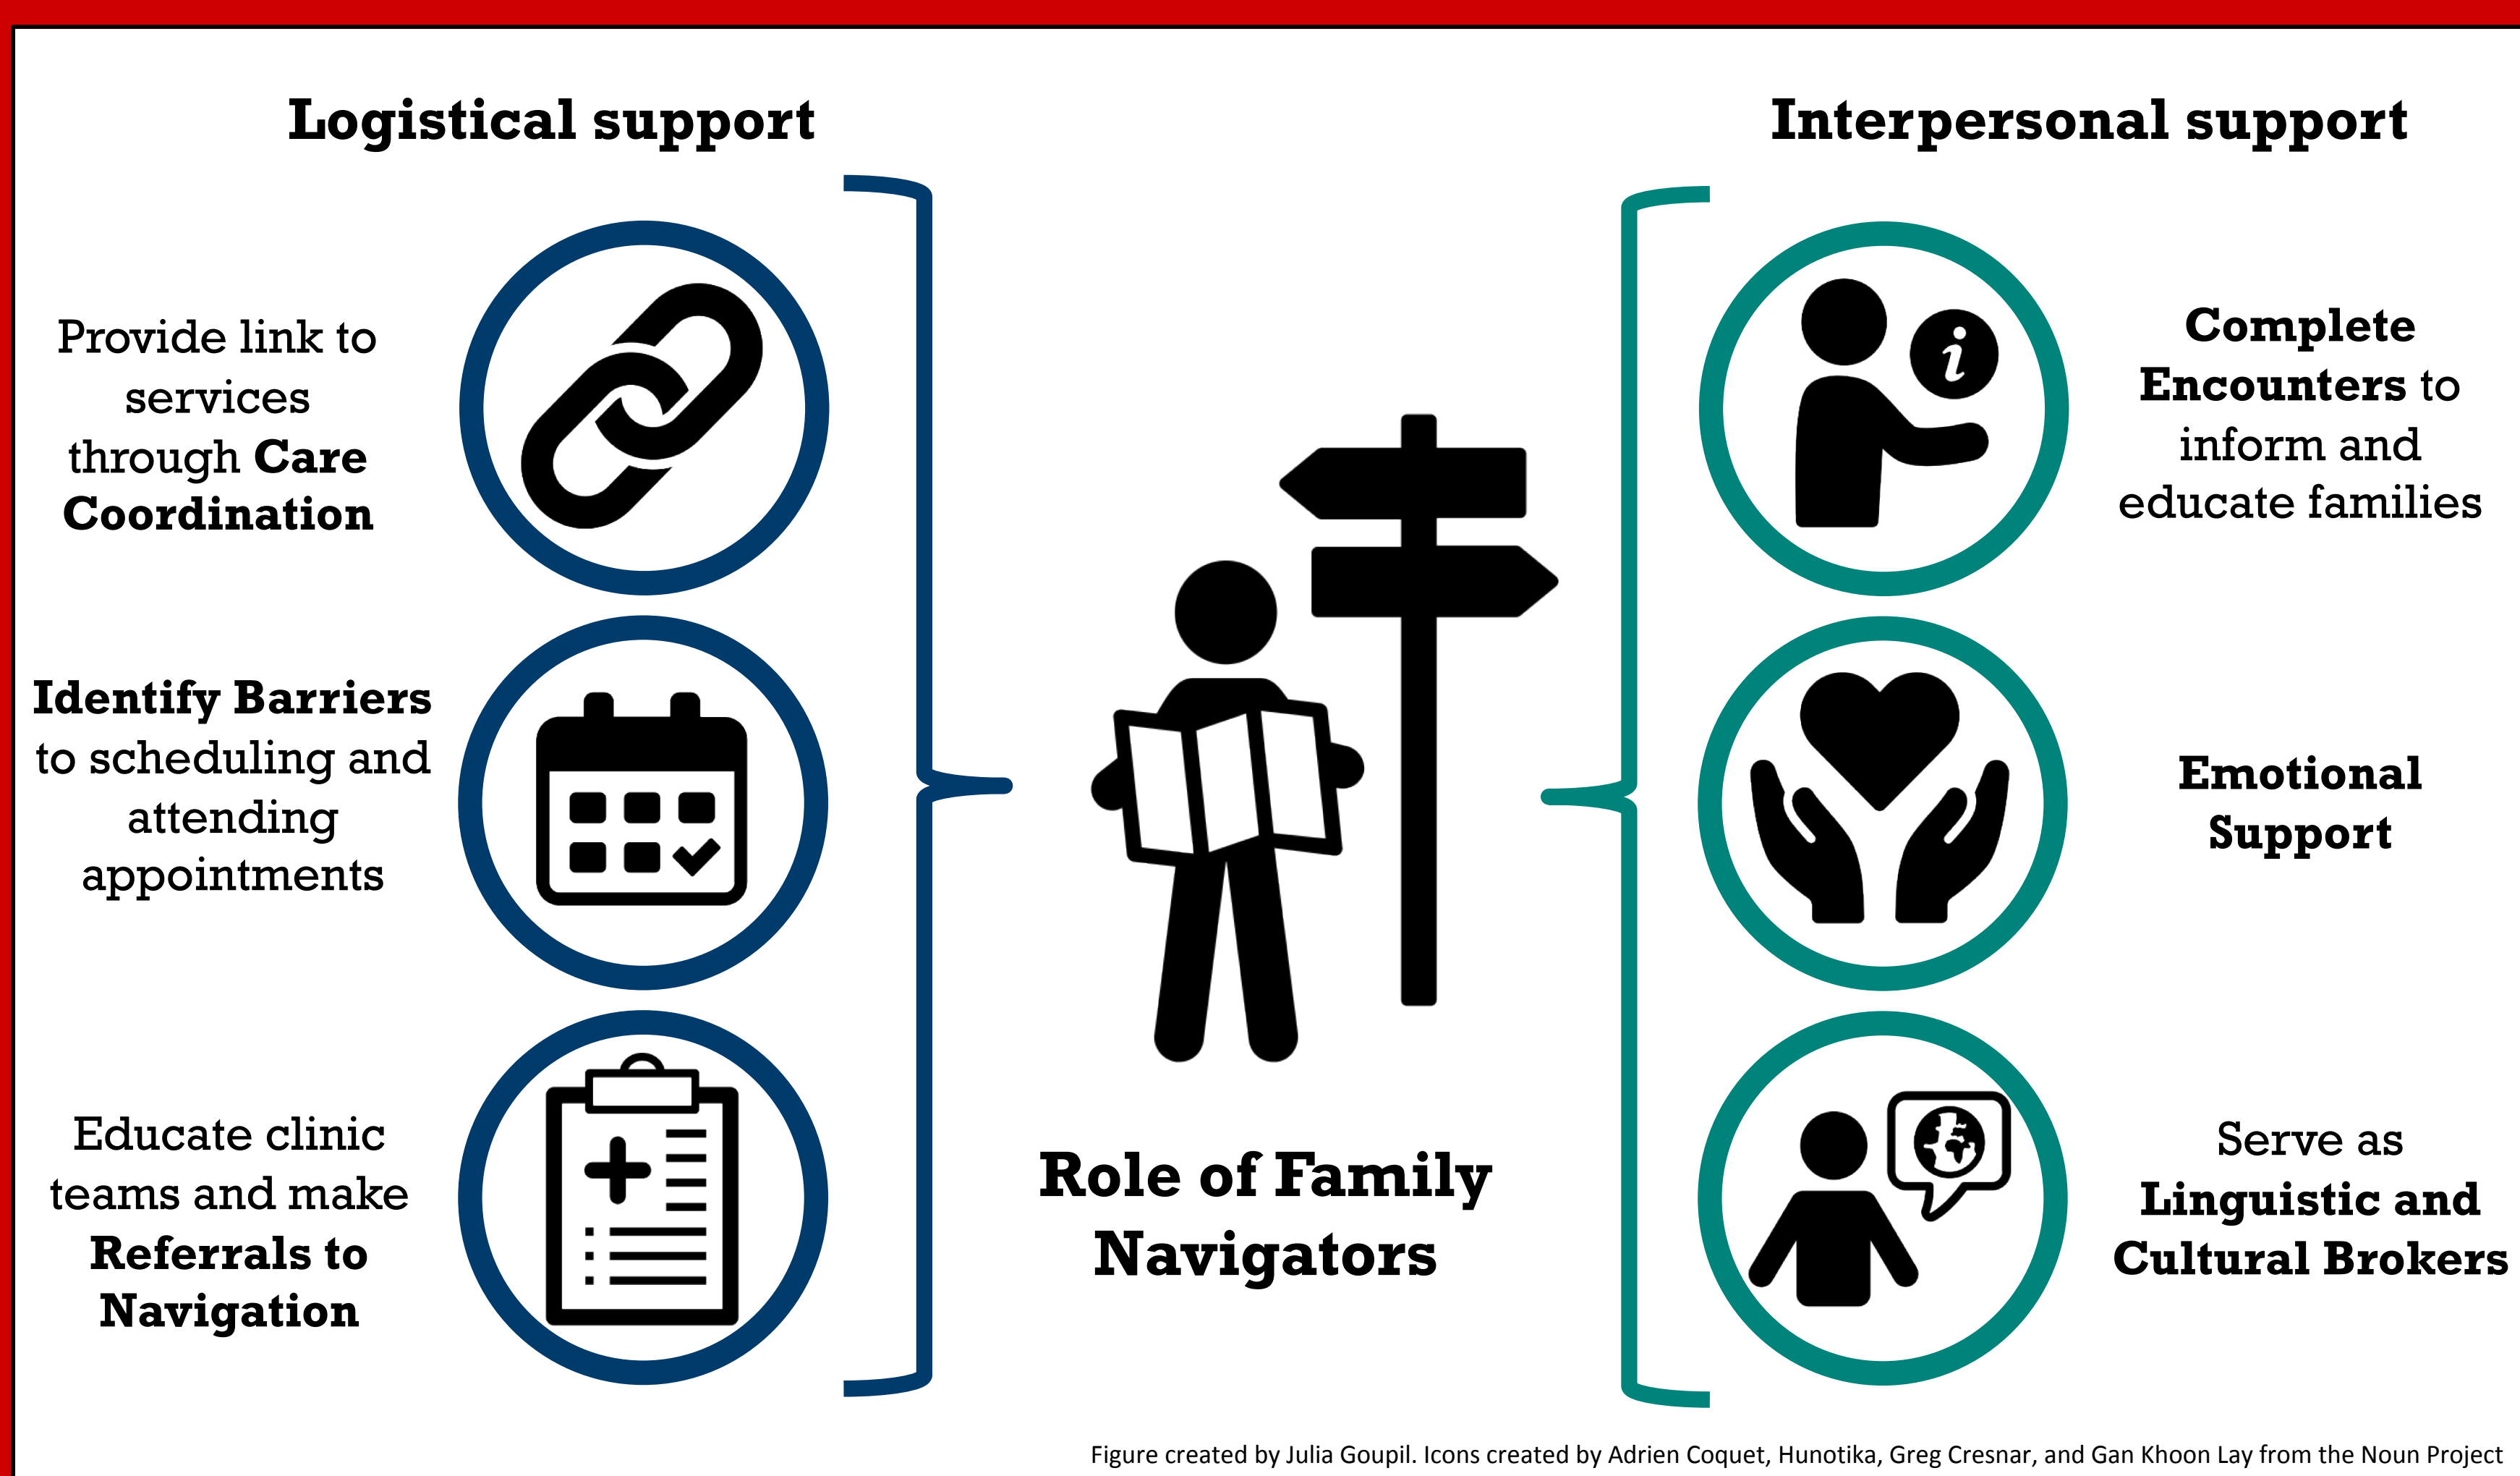 Logistical support
Provide link to
services
through Care
Coordination
Identify Barriers
to scheduling and
attending
appointments
Educate clinic
teams and make
Referrals to
Navigation
Role of Family
Navigators
Interpersonal support
i
Complete
Encounters to
inform and
educate families
Emotional
Support
Serve as
Linguistic and
Cultural Brokers
Figure created by Julia Goupil. Icons created by Adrien Coquet, Hunotika, Greg Cresnar, and Gan Khoon Lay from the Noun Project